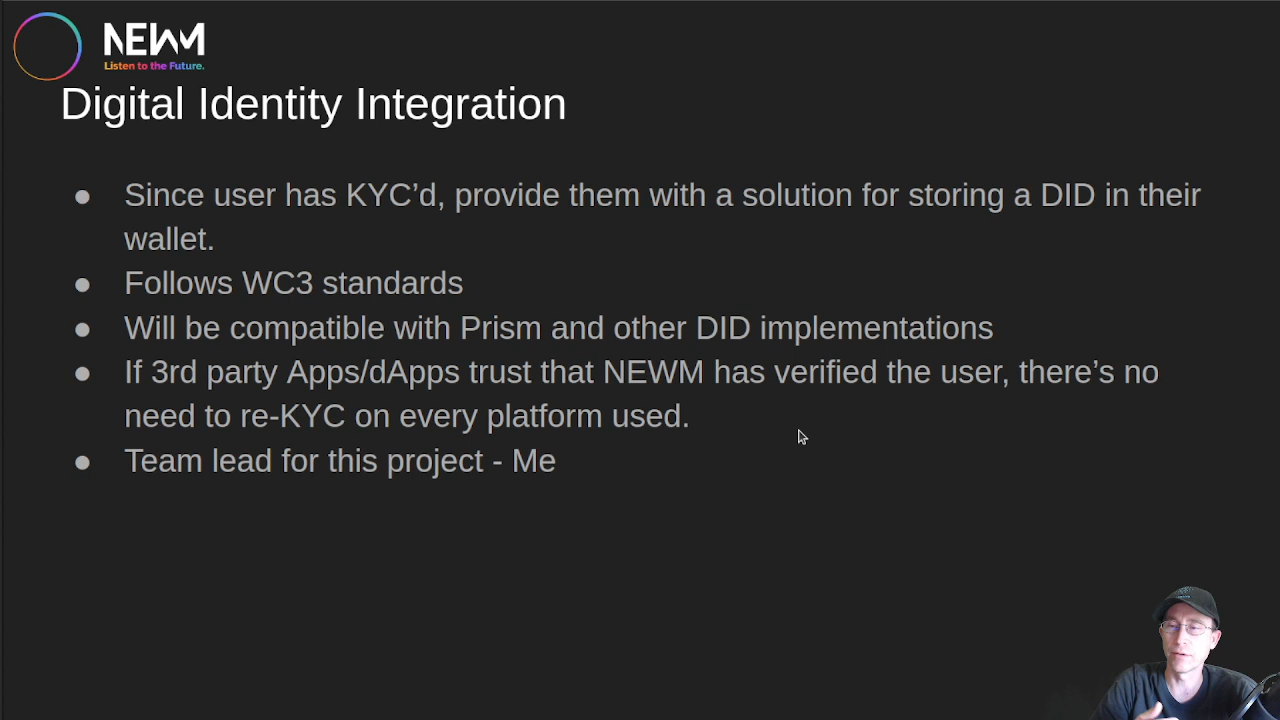 NEWM
Listen to the Future.
Digital Identity Integration
● Since user has KYC’d, provide them with a solution for storing a DID in their
wallet.
● Follows WC3 standards
● Will be compatible with Prism and other DID implementations
● If 3rd party Apps/dApps trust that NEWM has verified the user, there’s no
need to re-KYC on every platform used.
● Team lead for this project - Me